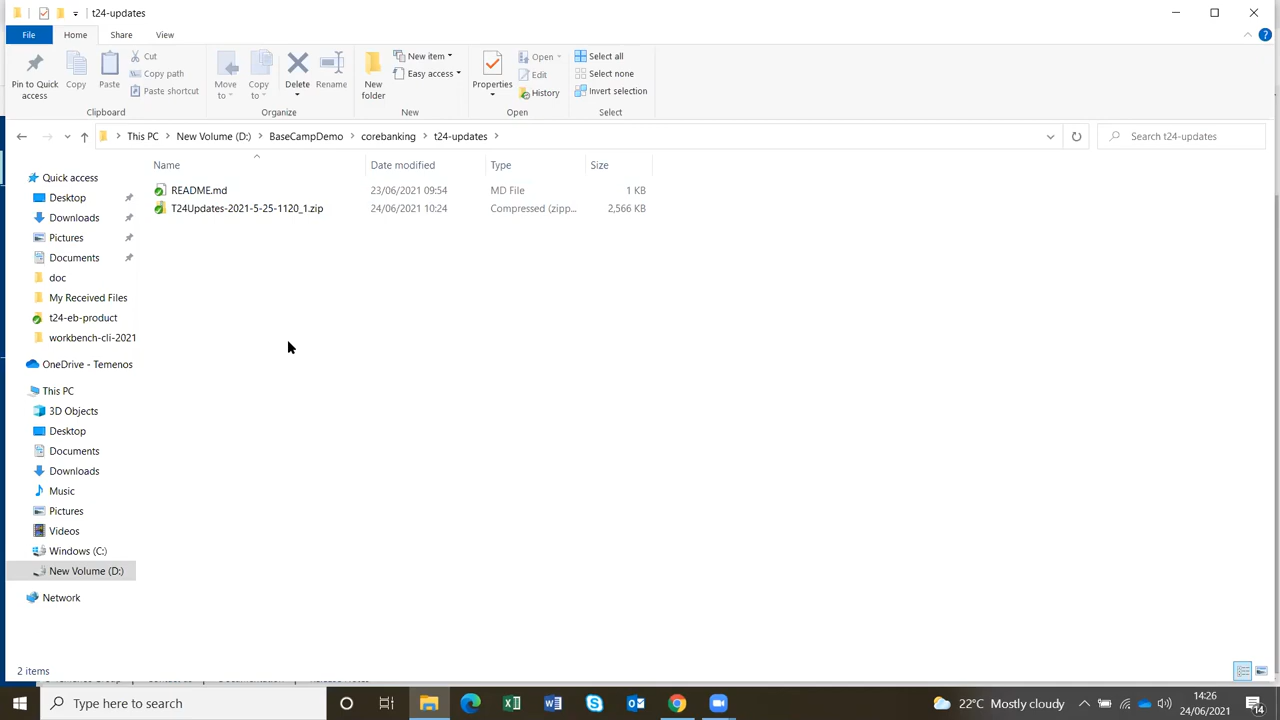 t24-updates
File Home Share View
Pin to Quick access
Copy
Paste
Cut
Copy path
Paste shortcut
Clipboard
Move to
Copy to
Delete
Rename
Organize
New folder
New item
Easy access
New
Properties
Open
Edit
History
Open
Select all
Select none
Invert selection
Select
This PC New Volume (D:) BaseCampDemo corebanking t24-updates
Search t24-updates
Name Date modified Type Size
README.md 23/06/2021 09:54 MD File 1 KB
T24Updates-2021-5-25-1120_1.zip 24/06/2021 10:24 Compressed (zipp... 2,566 KB
Quick access
Desktop
Downloads
Pictures
Documents
doc
My Received Files
t24-eb-product
workbench-cli-2021
OneDrive - Temenos
This PC
3D Objects
Desktop
Documents
Downloads
Music
Pictures
Videos
Windows (C:)
New Volume (D:)
Network
2 items
Type here to search
22°C Mostly cloudy
14:26
24/06/2021
14